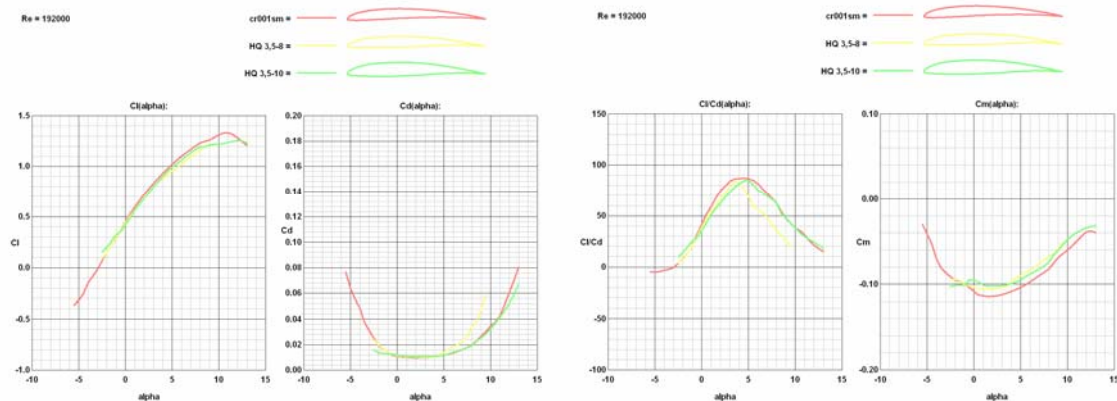 Re = 192000
cr001sm =
HQ 3,5-8 =
HQ 3,5-10 =
Cl(alpha):
1.5
1.0
0.5
Cl
0.0
-0.5
-1.0
-10 -5 0 5 10 15
alpha
Cd(alpha):
0.20
0.18
0.16
0.14
0.12
Cd
0.10
0.08
0.06
0.04
0.02
0.00
-10 -5 0 5 10 15
alpha
Re = 192000
cr001sm =
HQ 3,5-8 =
HQ 3,5-10 =
Cl/Cd(alpha):
150
100
50
Cl/Cd
0
-50
-100
-10 -5 0 5 10 15
alpha
Cm(alpha):
0.10
0.00
Cm
-0.10
-0.20
-10 -5 0 5 10 15
alpha